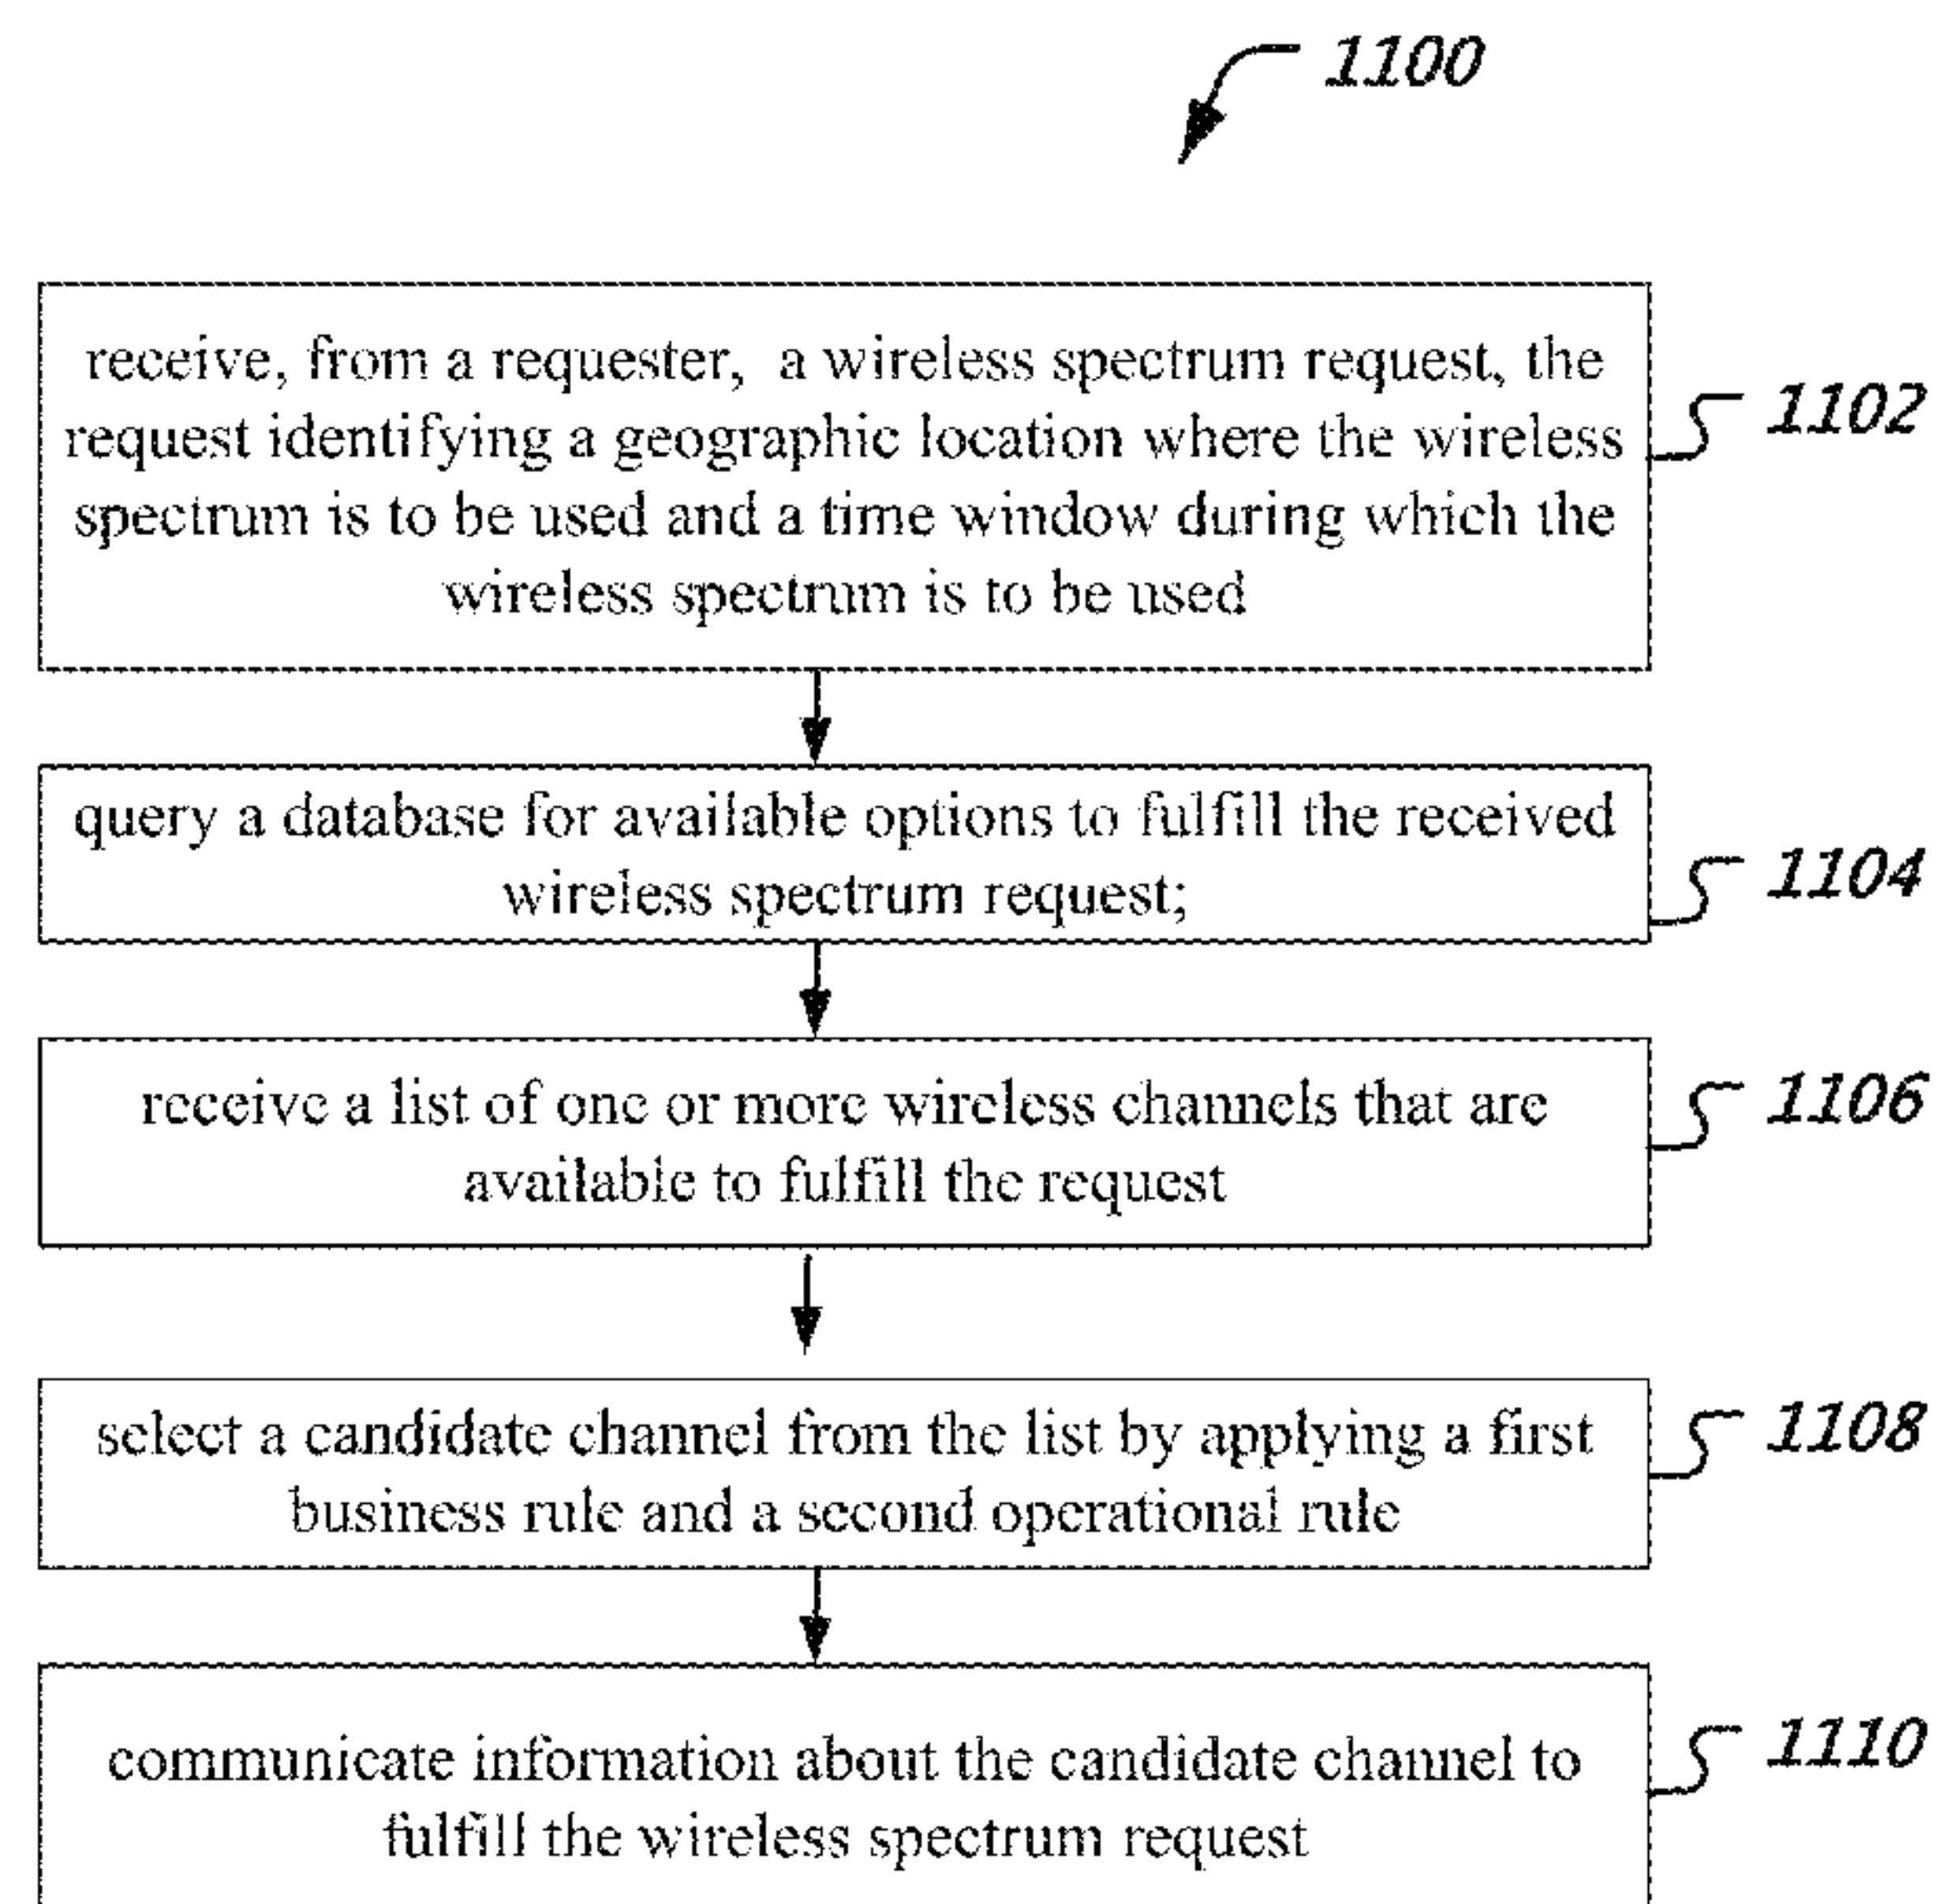 1100
receive, from a requester, a wireless spectrum request, the
request identifying a geographic location where the wireless
spectrum is to be used and a time window during which the
wireless spectrum is to be used
1102
query a database for available options to fulfill the received
wireless spectrum request;
1104
receive a list of one or more wireless channels that are
available to fulfill the request
1106
select a candidate channel from the list by applying a first
business rule and a second operational rule
1108
communicate information about the candidate channel to
fulfill the wireless spectrum request
1110